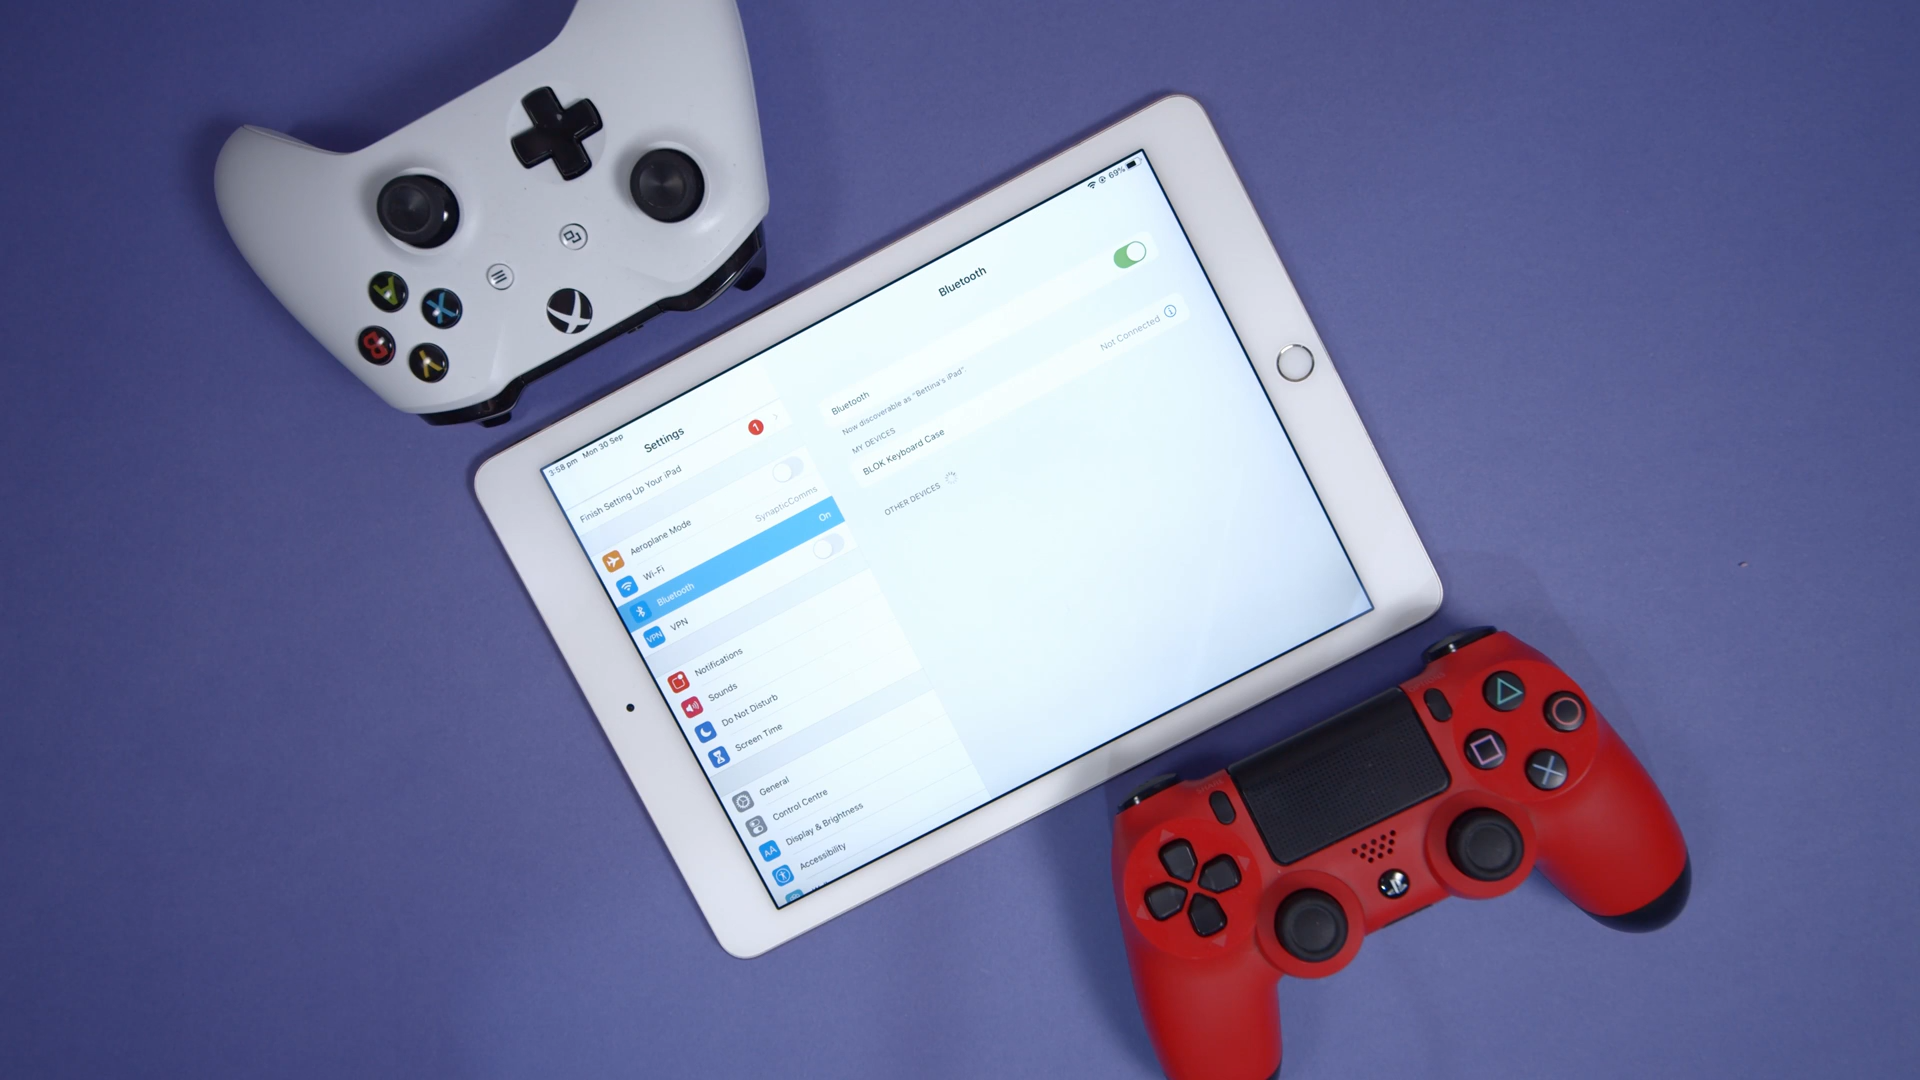 A
X
B
Y
3:58 pm Mon 30 Sep
69%
Settings
Finish Setting Up Your iPad
1
Aeroplane Mode
Wi-Fi
SynapticComms
Bluetooth
On
VPN
VPN
Notifications
Sounds
Do Not Disturb
Screen Time
General
Control Centre
AA
Display & Brightness
Accessibility
Bluetooth
Bluetooth
Now discoverable as "Bettina's iPad"
MY DEVICES
BLOK Keyboard Case
Not Connected
OTHER DEVICES